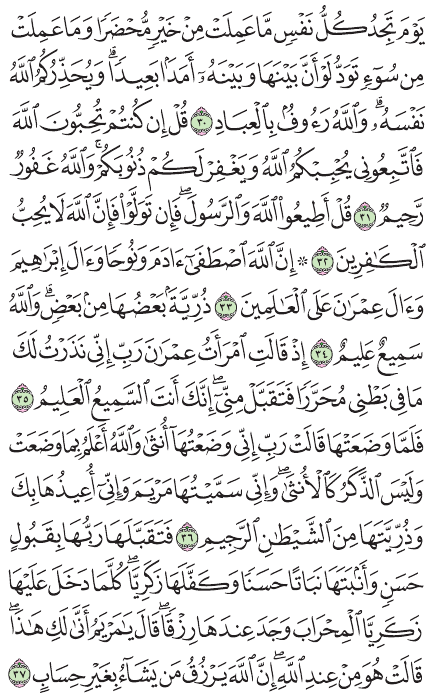 يَوْمَ تَجِدُ كُلُّ نَفْسٍ مَّا عَمِلَتْ مِنْ خَيْرٍ مُّحْضَرًا وَمَا عَمِلَتْ
مِن سُوٓءٍ تَوَدُّ لَوْ أَنَّ بَيْنَهَا وَبَيْنَهُۥٓ أَمَدَۢا بَعِيدًاۗ وَيُحَذِّرُكُمُ ٱللَّهُ
نَفْسَهُۥۗ وَٱللَّهُ رَءُوفُۢ بِٱلْعِبَادِ ٣٠ قُلْ إِن كُنتُمْ تُحِبُّونَ ٱللَّهَ
فَٱتَّبِعُونِى يُحْبِبْكُمُ ٱللَّهُ وَيَغْفِرْ لَكُمْ ذُنُوبَكُمْۚ وَٱللَّهُ غَفُورٌ
رَّحِيمٌ ٣١ قُلْ أَطِيعُوا۟ ٱللَّهَ وَٱلرَّسُولَۖ فَإِن تَوَلَّوْا۟ فَإِنَّ ٱللَّهَ لَا يُحِبُّ
ٱلْكَٰفِرِينَ ٣٢ ۞ إِنَّ ٱللَّهَ ٱصْطَفَىٰٓ ءَادَمَ وَنُوحًا وَءَالَ إِبْرَٰهِيمَ
وَءَالَ عِمْرَٰنَ عَلَى ٱلْعَٰلَمِينَ ٣٣ ذُرِّيَّةَۢ بَعْضُهَا مِنۢ بَعْضٍۗ وَٱللَّهُ
سَمِيعٌ عَلِيمٌ ٣٤ إِذْ قَالَتِ ٱمْرَأَتُ عِمْرَٰنَ رَبِّ إِنِّى نَذَرْتُ لَكَ
مَا فِى بَطْنِى مُحَرَّرًا فَتَقَبَّلْ مِنِّىٓۖ إِنَّكَ أَنتَ ٱلسَّمِيعُ ٱلْعَلِيمُ ٣٥
فَلَمَّا وَضَعَتْهَا قَالَتْ رَبِّ إِنِّى وَضَعْتُهَآ أُنثَىٰ وَٱللَّهُ أَعْلَمُ بِمَا وَضَعَتْ
وَلَيْسَ ٱلذَّكَرُ كَٱلْأُنثَىٰۖ وَإِنِّى سَمَّيْتُهَا مَرْيَمَ وَإِنِّىٓ أُعِيذُهَا بِكَ
وَذُرِّيَّتَهَا مِنَ ٱلشَّيْطَٰنِ ٱلرَّجِيمِ ٣٦ فَتَقَبَّلَهَا رَبُّهَا بِقَبُولٍ
حَسَنٍ وَأَنۢبَتَهَا نَبَاتًا حَسَنًا وَكَفَّلَهَا زَكَرِيَّاۖ كُلَّمَا دَخَلَ عَلَيْهَا
زَكَرِيَّا ٱلْمِحْرَابَ وَجَدَ عِندَهَا رِزْقًاۖ قَالَ يَٰمَرْيَمُ أَنَّىٰ لَكِ هَٰذَاۖ
قَالَتْ هُوَ مِنْ عِندِ ٱللَّهِۖ إِنَّ ٱللَّهَ يَرْزُقُ مَن يَشَآءُ بِغَيْرِ حِسَابٍ ٣٧